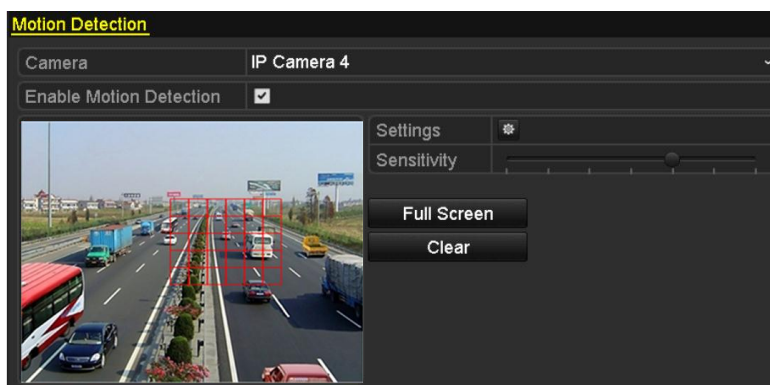 Motion Detection
Camera IP Camera 4
Enable Motion Detection
Settings
Sensitivity
Full Screen
Clear